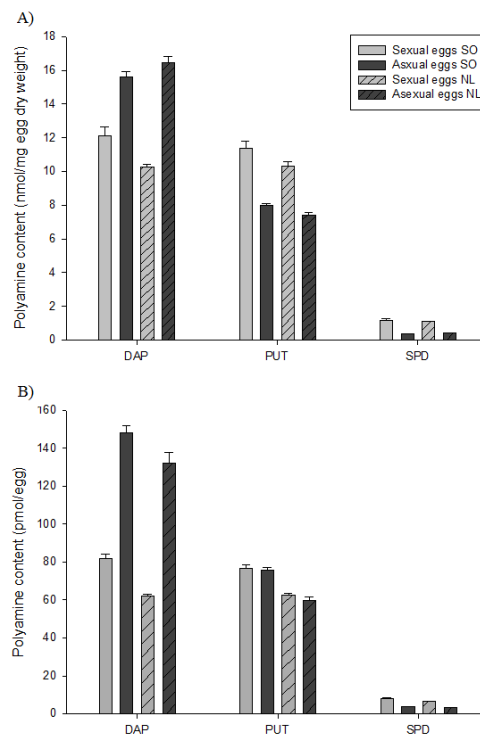 A)
Polyamine content (nmol/mg egg dry weight)
18
16
14
12
10
8
6
4
2
0
Sexual eggs SO
Asxual eggs SO
Sexual eggs NL
Asexual eggs NL
DAP PUT SPD
B)
Polyamine content (pmol/egg)
160
140
120
100
80
60
40
20
0
DAP PUT SPD